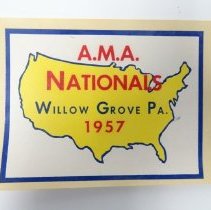 A.M.A.
NATIONALS
WILLOW GROVE PA.
1957